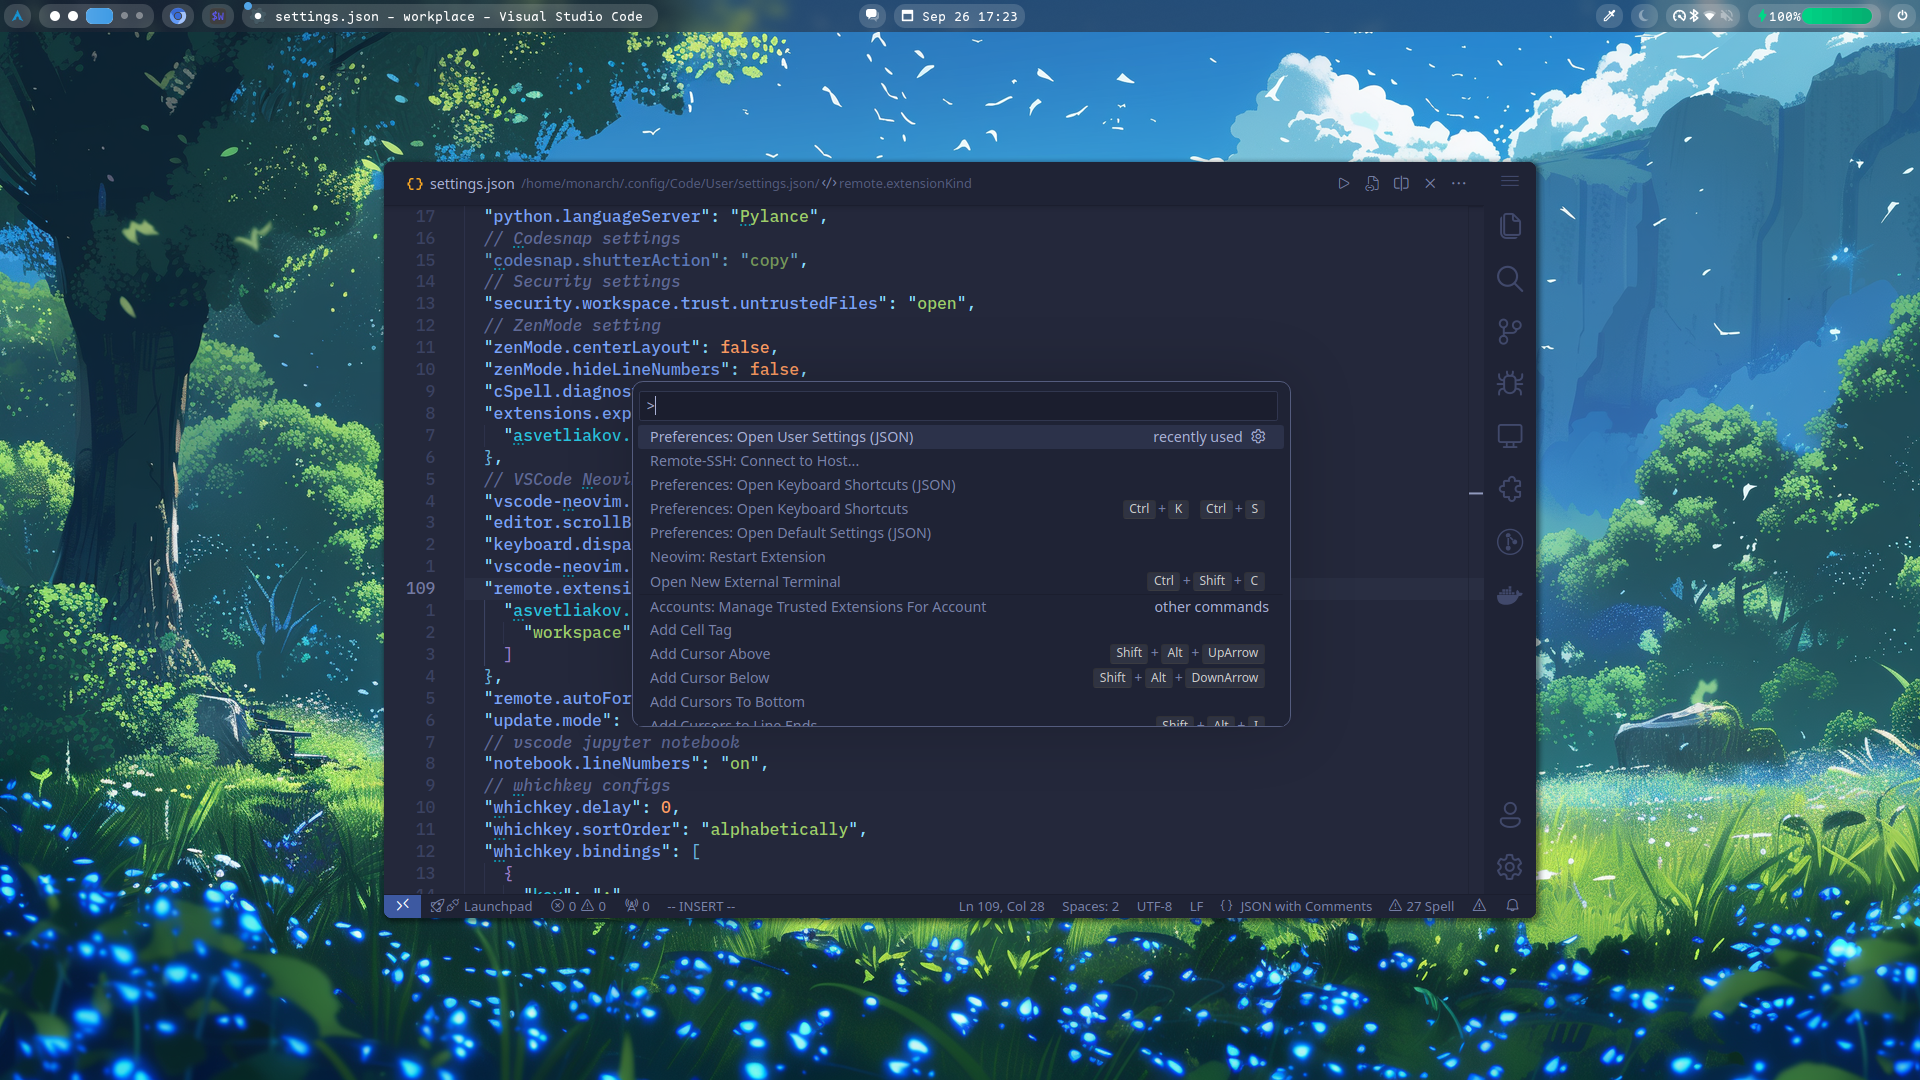 settings.json - workplace - Visual Studio Code
Sep 26 17:23
100%
{} settings.json /home/monarch/.config/Code/User/settings.json/ remote.extensionKind
17 "python.languageServer": "Pylance",
16 // Codesnap settings
15 "codesnap.shutterAction": "copy",
14 // Security settings
13 "security.workspace.trust.untrustedFiles": "open",
12 // ZenMode setting
11 "zenMode.centerLayout": false,
10 "zenMode.hideLineNumbers": false,
9 "cSpell.diagnos
8 "extensions.exp
7 "asvetliakov.
6 },
5 // VSCode Neovi
4 "vscode-neovim.
3 "editor.scrollB
2 "keyboard.dispa
1 "vscode-neovim.
109 "remote.extensi
1 "asvetliakov.
2 "workspace"
3 ]
4 },
5 "remote.autoFor
6 "update.mode":
7 // vscode jupyter notebook
8 "notebook.lineNumbers": "on",
9 // whichkey configs
10 "whichkey.delay": 0,
11 "whichkey.sortOrder": "alphabetically",
12 "whichkey.bindings": [
13 {
14 "key": ";"
>
Preferences: Open User Settings (JSON) recently used
Remote-SSH: Connect to Host...
Preferences: Open Keyboard Shortcuts (JSON)
Preferences: Open Keyboard Shortcuts Ctrl + K Ctrl + S
Preferences: Open Default Settings (JSON)
Neovim: Restart Extension
Open New External Terminal Ctrl + Shift + C
Accounts: Manage Trusted Extensions For Account other commands
Add Cell Tag
Add Cursor Above Shift + Alt + UpArrow
Add Cursor Below Shift + Alt + DownArrow
Add Cursors To Bottom
Add Cursors to Line Ends Shift + Alt + I
Launchpad 0 0 0 -- INSERT -- Ln 109, Col 28 Spaces: 2 UTF-8 LF {} JSON with Comments 27 Spell